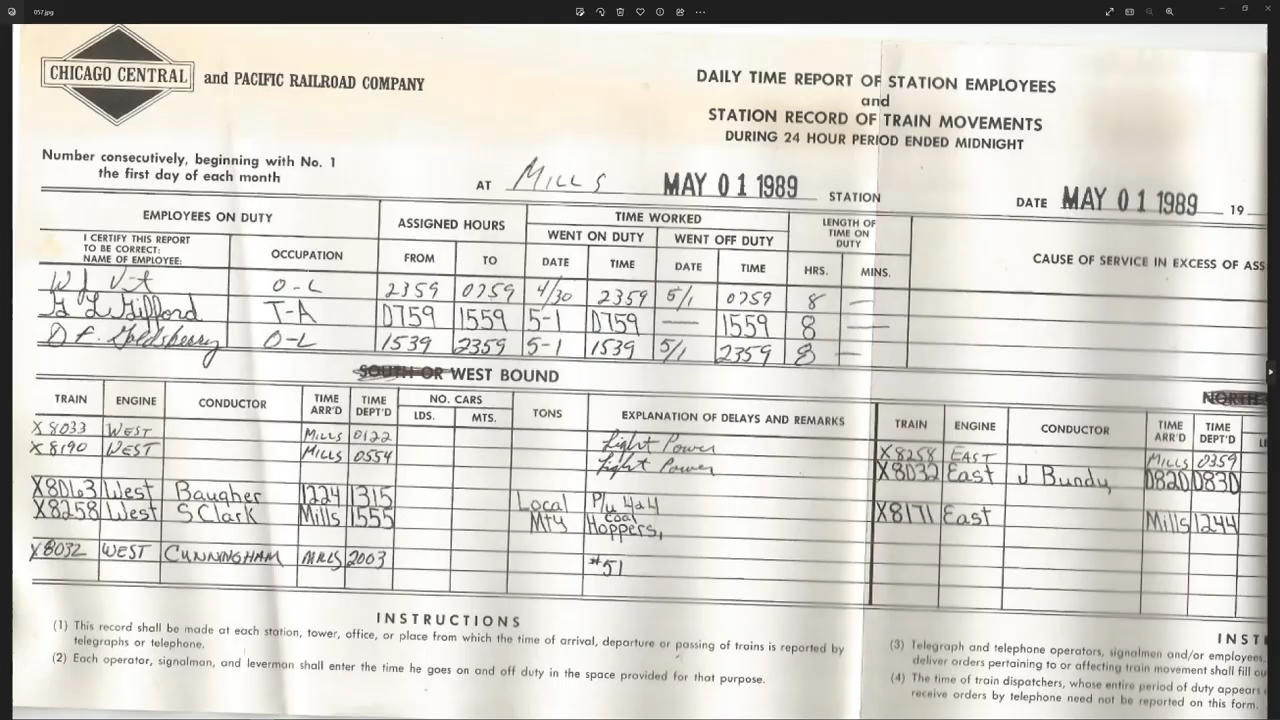 057.jpg
CHICAGO CENTRAL and PACIFIC RAILROAD COMPANY
DAILY TIME REPORT OF STATION EMPLOYEES
and
STATION RECORD OF TRAIN MOVEMENTS
DURING 24 HOUR PERIOD ENDED MIDNIGHT
Number consecutively, beginning with No. 1
the first day of each month
AT MILLS MAY 01 1989 STATION DATE MAY 01 1989 19
EMPLOYEES ON DUTY ASSIGNED HOURS TIME WORKED LENGTH OF TIME ON DUTY CAUSE OF SERVICE IN EXCESS OF ASS
WENT ON DUTY WENT OFF DUTY
I CERTIFY THIS REPORT
TO BE CORRECT:
NAME OF EMPLOYEE: OCCUPATION FROM TO DATE TIME DATE TIME HRS. MINS.
W J O-L 2359 0759 4/30 2359 5/1 0759 8 —
G L Gifford T-A 0759 1559 5-1 0759 — 1559 8 —
D F. Goldsberry O-L 1539 2359 5-1 1539 5/1 2359 8 —
SOUTH OR WEST BOUND NORTH
TRAIN ENGINE CONDUCTOR TIME ARR'D TIME DEPT'D NO. CARS LDS. MTS. TONS EXPLANATION OF DELAYS AND REMARKS TRAIN ENGINE CONDUCTOR TIME ARR'D TIME DEPT'D
X8033 WEST MILLS 0122 Light Power X8258 EAST MILLS 0359
X8190 WEST MILLS 0554 Light Power X8032 East J Bundy, 0820 0830
X8063 West Baugher 1224 1315 Local P/u 4a4
X8258 West S Clark Mills 1555 Mty Coal Hoppers, X8171 East Mills 1244
X8032 WEST CUNNINGHAM MILLS 2003 #51
INSTRUCTIONS
(1) This record shall be made at each station, tower, office, or place from which the time of arrival, departure or passing of trains is reported by
telegraphs or telephone.
(2) Each operator, signalman, and leverman shall enter the time he goes on and off duty in the space provided for that purpose.
INST
(3) Telegraph and telephone operators, signalmen and/or employees,
deliver orders pertaining to or affecting train movement shall fill ou
(4) The time of train dispatchers, whose entire period of duty appears
receive orders by telephone need not be reported on this form.